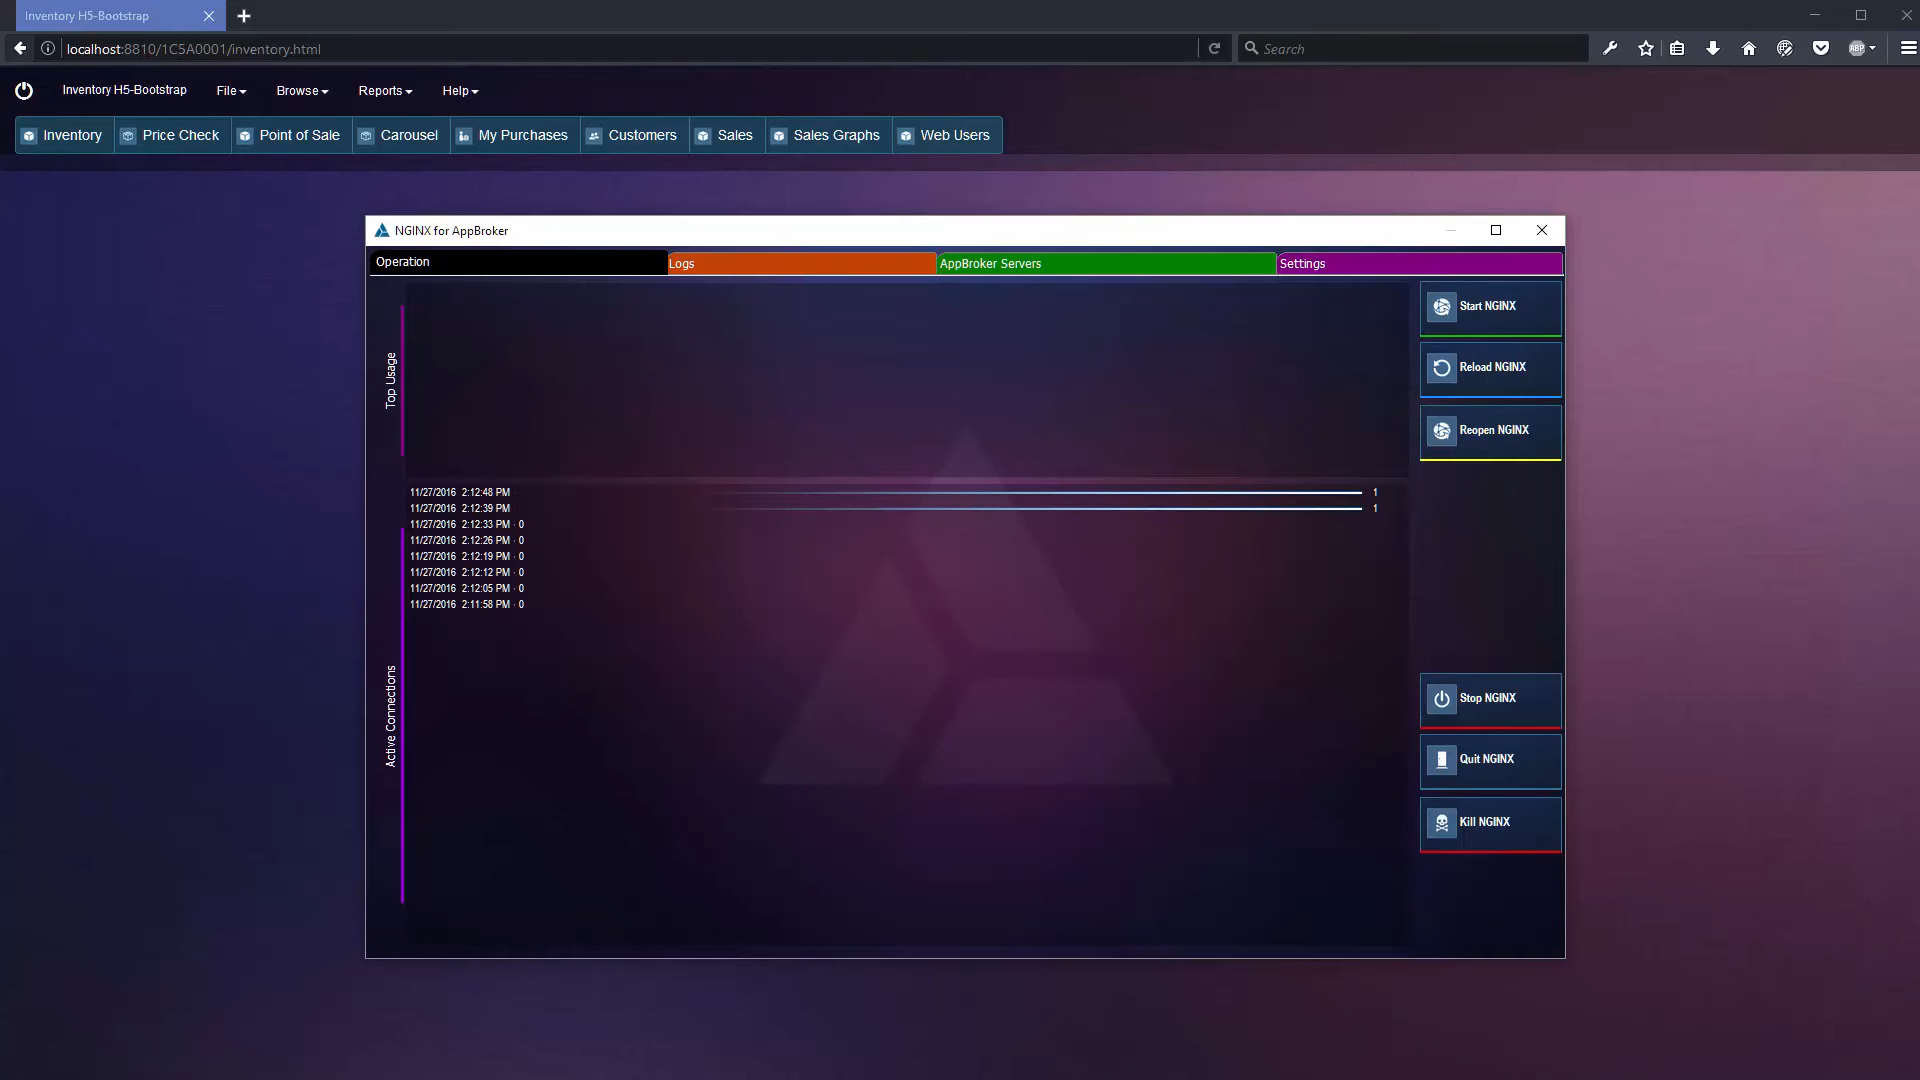 Inventory H5-Bootstrap
localhost:8810/1C5A0001/inventory.html
Search
ABP
Inventory H5-Bootstrap File Browse Reports Help
Inventory Price Check Point of Sale Carousel My Purchases Customers Sales Sales Graphs Web Users
NGINX for AppBroker
Operation Logs AppBroker Servers Settings
Top Usage
Start NGINX
Reload NGINX
Reopen NGINX
Active Connections
11/27/2016 2:12:48 PM 1
11/27/2016 2:12:39 PM 1
11/27/2016 2:12:33 PM · 0
11/27/2016 2:12:26 PM · 0
11/27/2016 2:12:19 PM · 0
11/27/2016 2:12:12 PM · 0
11/27/2016 2:12:05 PM · 0
11/27/2016 2:11:58 PM · 0
Stop NGINX
Quit NGINX
Kill NGINX